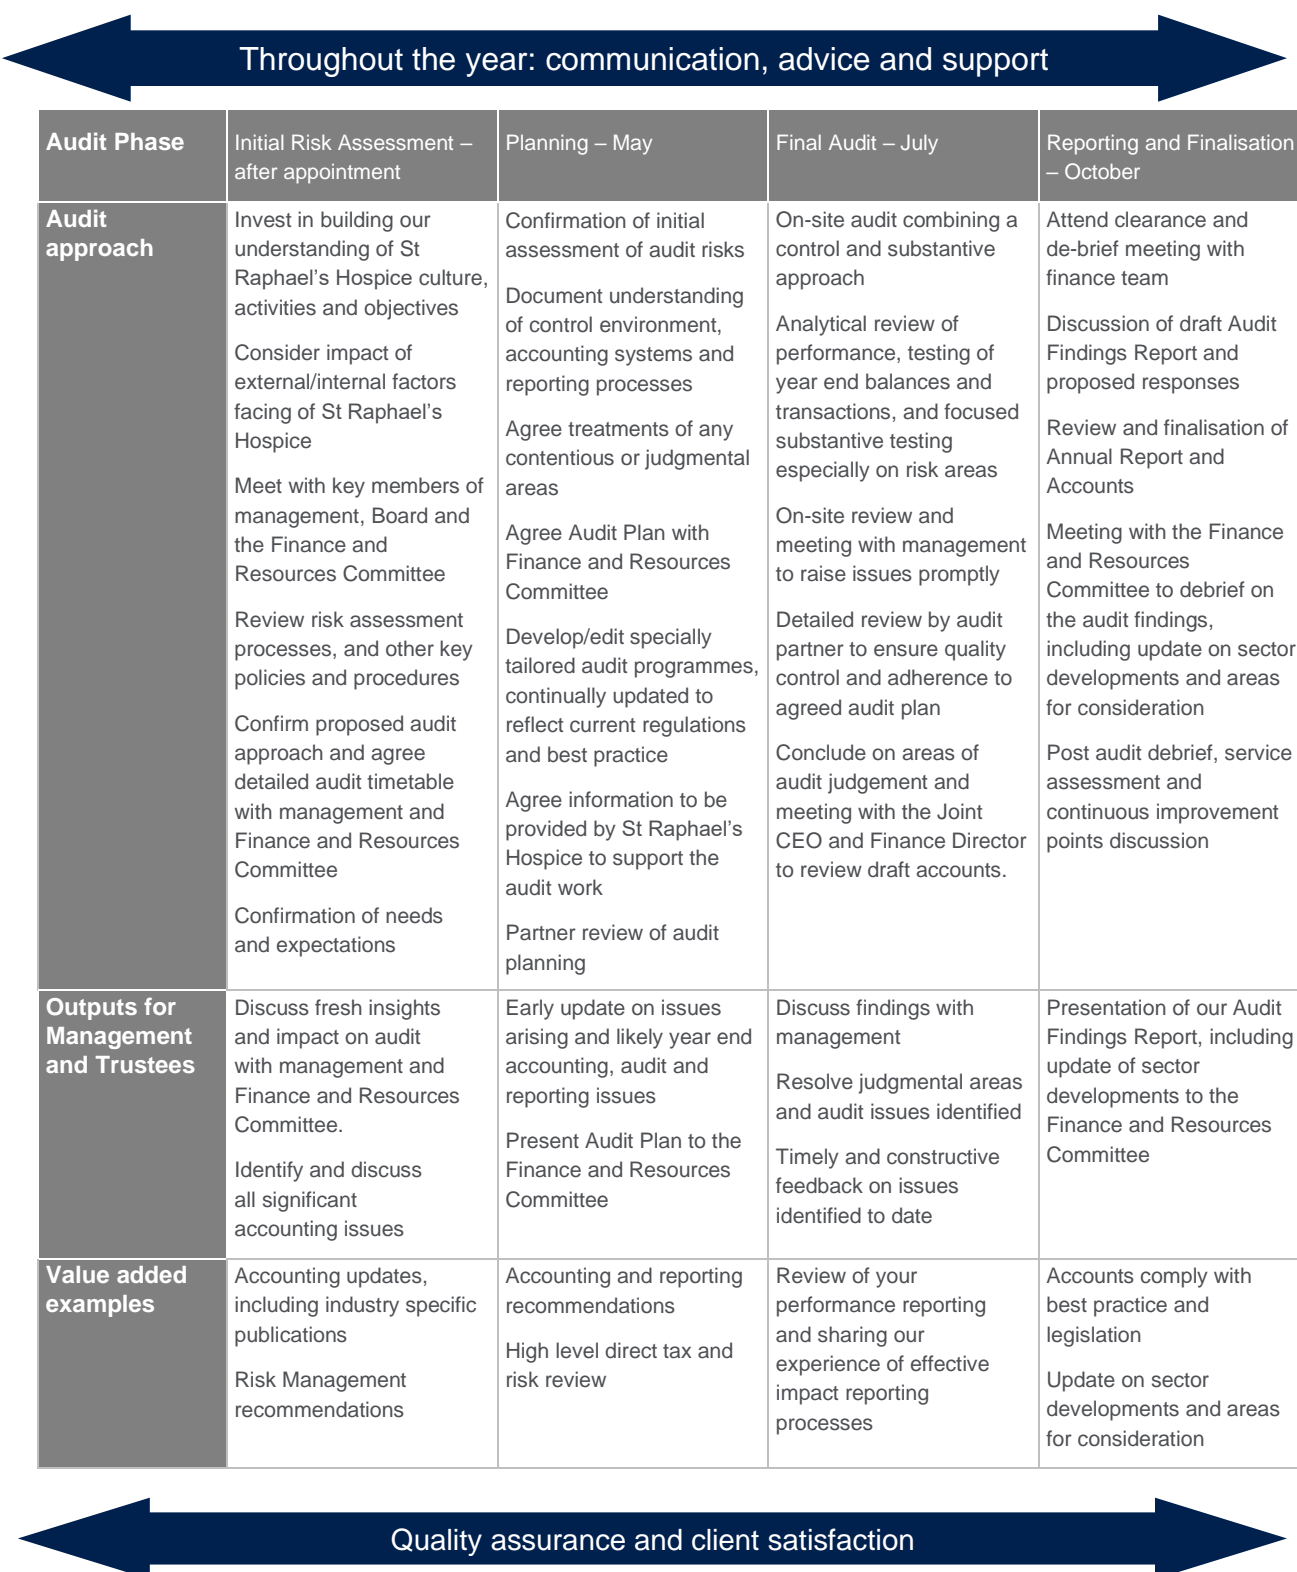 Throughout the year: communication, advice and support
Audit Phase
Initial Risk Assessment –
after appointment
Planning – May
Final Audit – July
Reporting and Finalisation
– October
Audit
approach
Invest in building our
understanding of St
Raphael’s Hospice culture,
activities and objectives
Consider impact of
external/internal factors
facing of St Raphael’s
Hospice
Meet with key members of
management, Board and
the Finance and
Resources Committee
Review risk assessment
processes, and other key
policies and procedures
Confirm proposed audit
approach and agree
detailed audit timetable
with management and
Finance and Resources
Committee
Confirmation of needs
and expectations
Confirmation of initial
assessment of audit risks
Document understanding
of control environment,
accounting systems and
reporting processes
Agree treatments of any
contentious or judgmental
areas
Agree Audit Plan with
Finance and Resources
Committee
Develop/edit specially
tailored audit programmes,
continually updated to
reflect current regulations
and best practice
Agree information to be
provided by St Raphael’s
Hospice to support the
audit work
Partner review of audit
planning
On-site audit combining a
control and substantive
approach
Analytical review of
performance, testing of
year end balances and
transactions, and focused
substantive testing
especially on risk areas
On-site review and
meeting with management
to raise issues promptly
Detailed review by audit
partner to ensure quality
control and adherence to
agreed audit plan
Conclude on areas of
audit judgement and
meeting with the Joint
CEO and Finance Director
to review draft accounts.
Attend clearance and
de-brief meeting with
finance team
Discussion of draft Audit
Findings Report and
proposed responses
Review and finalisation of
Annual Report and
Accounts
Meeting with the Finance
and Resources
Committee to debrief on
the audit findings,
including update on sector
developments and areas
for consideration
Post audit debrief, service
assessment and
continuous improvement
points discussion
Outputs for
Management
and Trustees
Discuss fresh insights
and impact on audit
with management and
Finance and Resources
Committee.
Identify and discuss
all significant
accounting issues
Early update on issues
arising and likely year end
accounting, audit and
reporting issues
Present Audit Plan to the
Finance and Resources
Committee
Discuss findings with
management
Resolve judgmental areas
and audit issues identified
Timely and constructive
feedback on issues
identified to date
Presentation of our Audit
Findings Report, including
update of sector
developments to the
Finance and Resources
Committee
Value added
examples
Accounting updates,
including industry specific
publications
Risk Management
recommendations
Accounting and reporting
recommendations
High level direct tax and
risk review
Review of your
performance reporting
and sharing our
experience of effective
impact reporting
processes
Accounts comply with
best practice and
legislation
Update on sector
developments and areas
for consideration
Quality assurance and client satisfaction